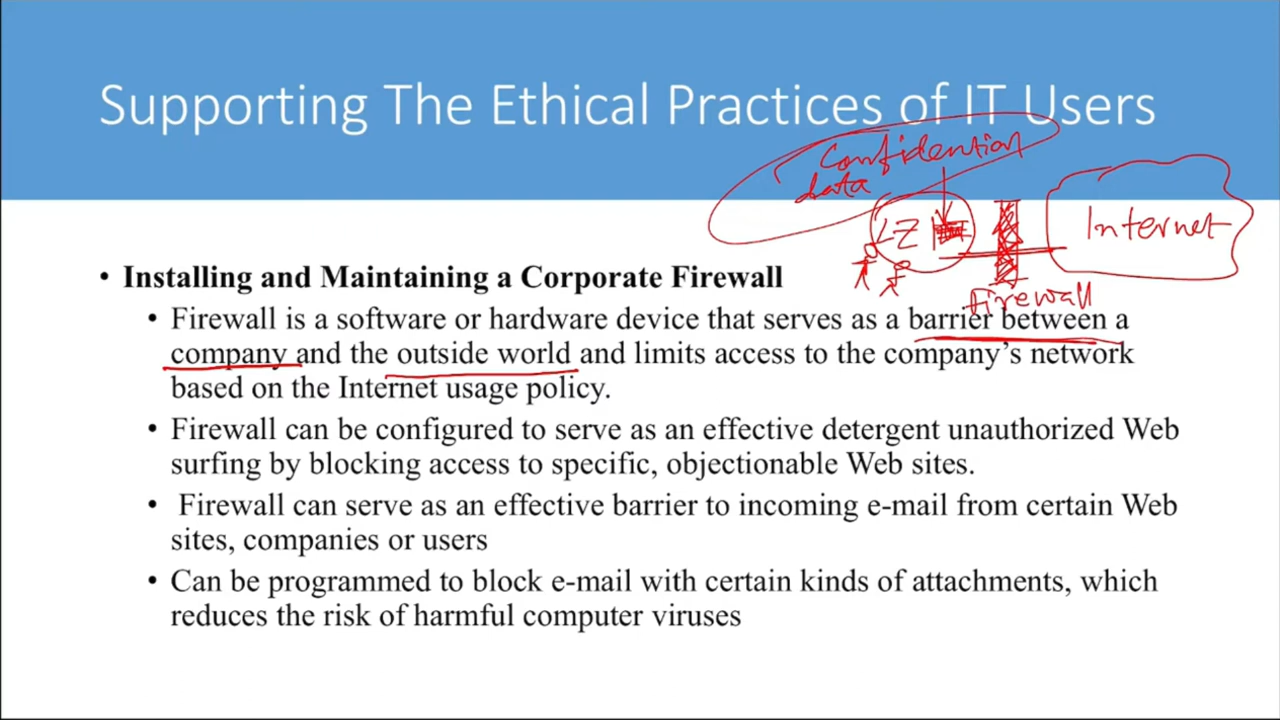 Supporting The Ethical Practices of IT Users
Confidention
data
Internet
Firewall
• Installing and Maintaining a Corporate Firewall
• Firewall is a software or hardware device that serves as a barrier between a
company and the outside world and limits access to the company’s network
based on the Internet usage policy.
• Firewall can be configured to serve as an effective detergent unauthorized Web
surfing by blocking access to specific, objectionable Web sites.
• Firewall can serve as an effective barrier to incoming e-mail from certain Web
sites, companies or users
• Can be programmed to block e-mail with certain kinds of attachments, which
reduces the risk of harmful computer viruses